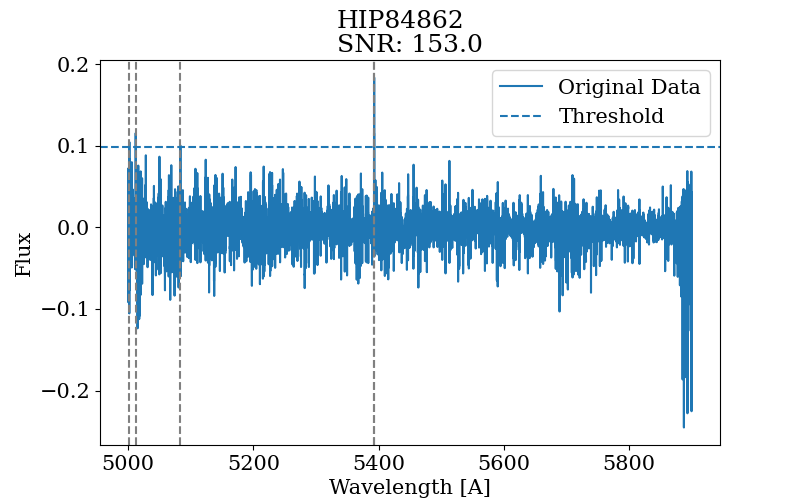 HIP84862
SNR: 153.0
Original Data
Threshold
0.2
0.1
0.0
−0.1
−0.2
Flux
5000 5200 5400 5600 5800
Wavelength [A]